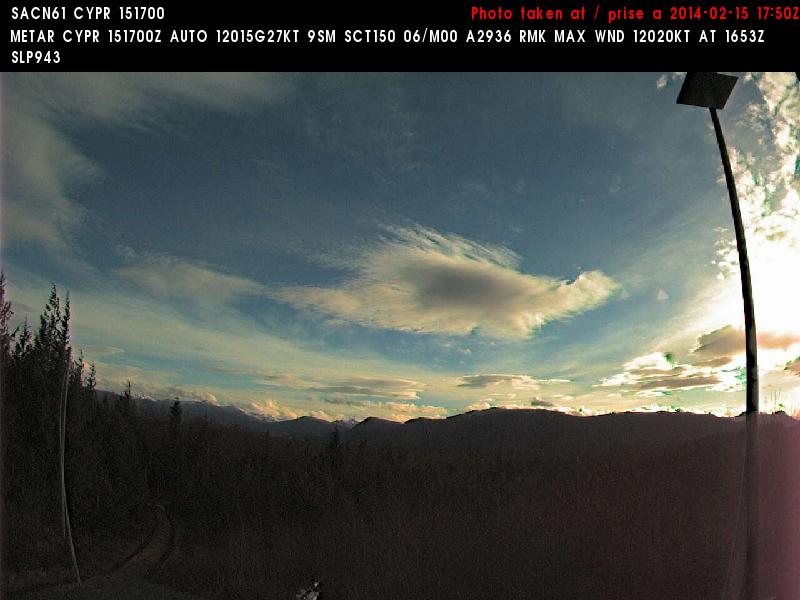 SACN61 CYPR 151700 Photo taken at / prise a 2014-02-15 17:50Z
METAR CYPR 151700Z AUTO 12015G27KT 9SM SCT150 06/M00 A2936 RMK MAX WND 12020KT AT 1653Z
SLP943